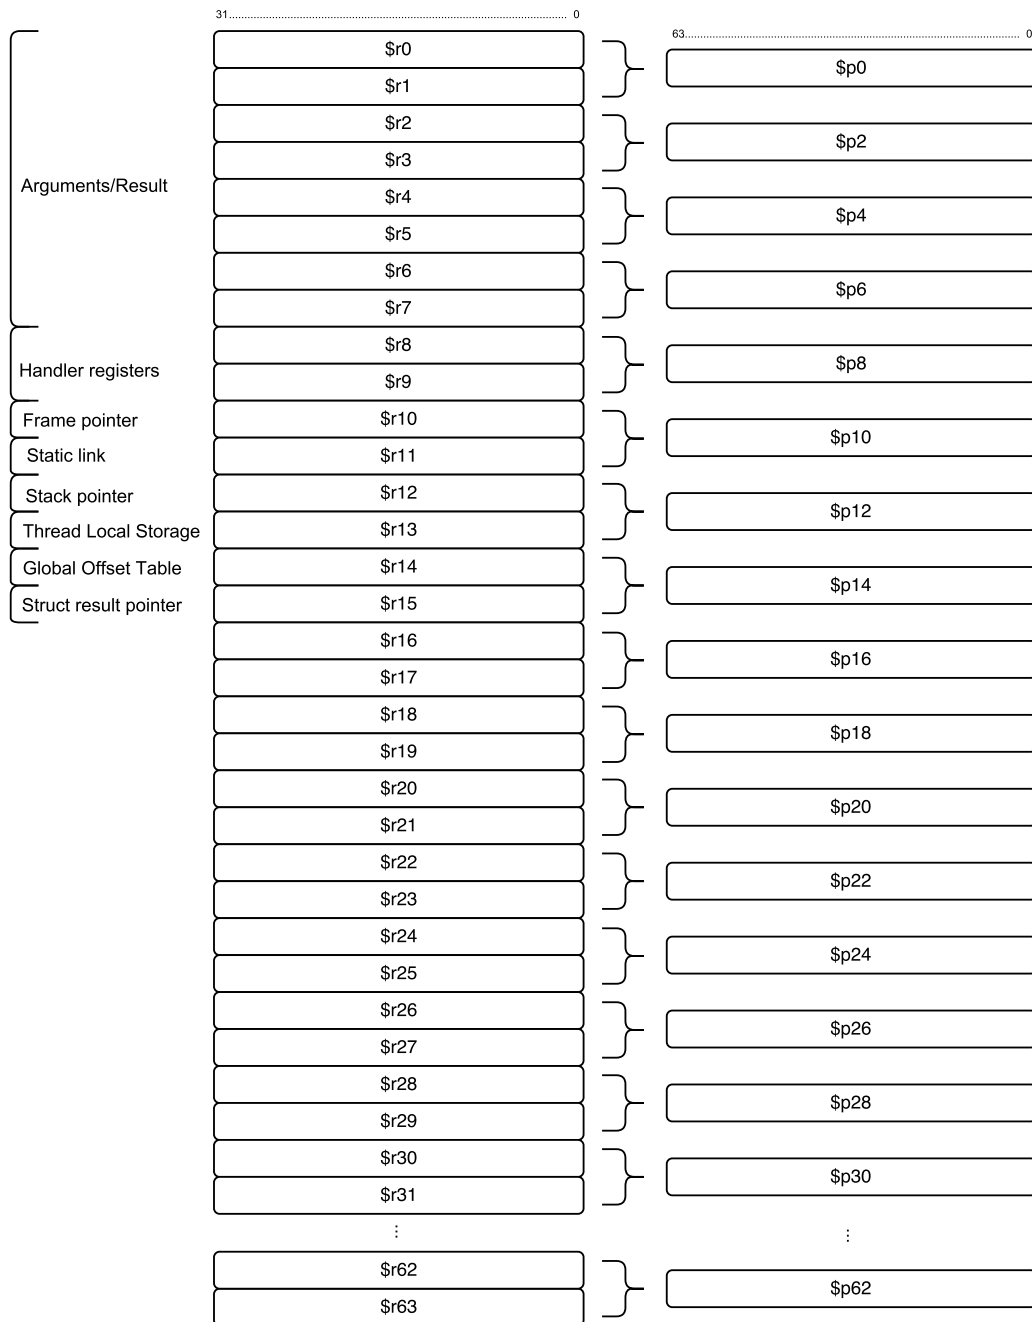 31 0
63 0
$r0
$p0
$r1
$r2
$p2
$r3
Arguments/Result
$r4
$p4
$r5
$r6
$p6
$r7
$r8
$p8
Handler registers
$r9
Frame pointer
$r10
$p10
Static link
$r11
Stack pointer
$r12
$p12
Thread Local Storage
$r13
Global Offset Table
$r14
$p14
Struct result pointer
$r15
$r16
$p16
$r17
$r18
$p18
$r19
$r20
$p20
$r21
$r22
$p22
$r23
$r24
$p24
$r25
$r26
$p26
$r27
$r28
$p28
$r29
$r30
$p30
$r31
$r62
$p62
$r63